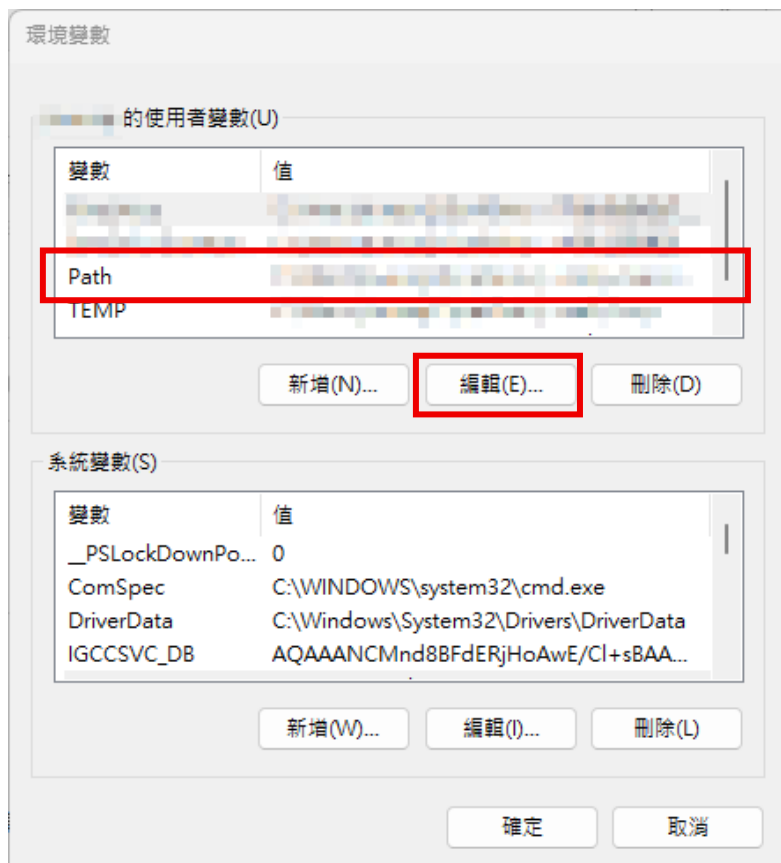 環境變數
的使用者變數(U)
變數 值
Path
TEMP
新增(N)... 編輯(E)... 刪除(D)
系統變數(S)
變數 值
__PSLockDownPo... 0
ComSpec C:\WINDOWS\system32\cmd.exe
DriverData C:\Windows\System32\Drivers\DriverData
IGCCSVC_DB AQAAANCMnd8BFdERjHoAwE/Cl+sBAA...
新增(W)... 編輯(I)... 刪除(L)
確定 取消